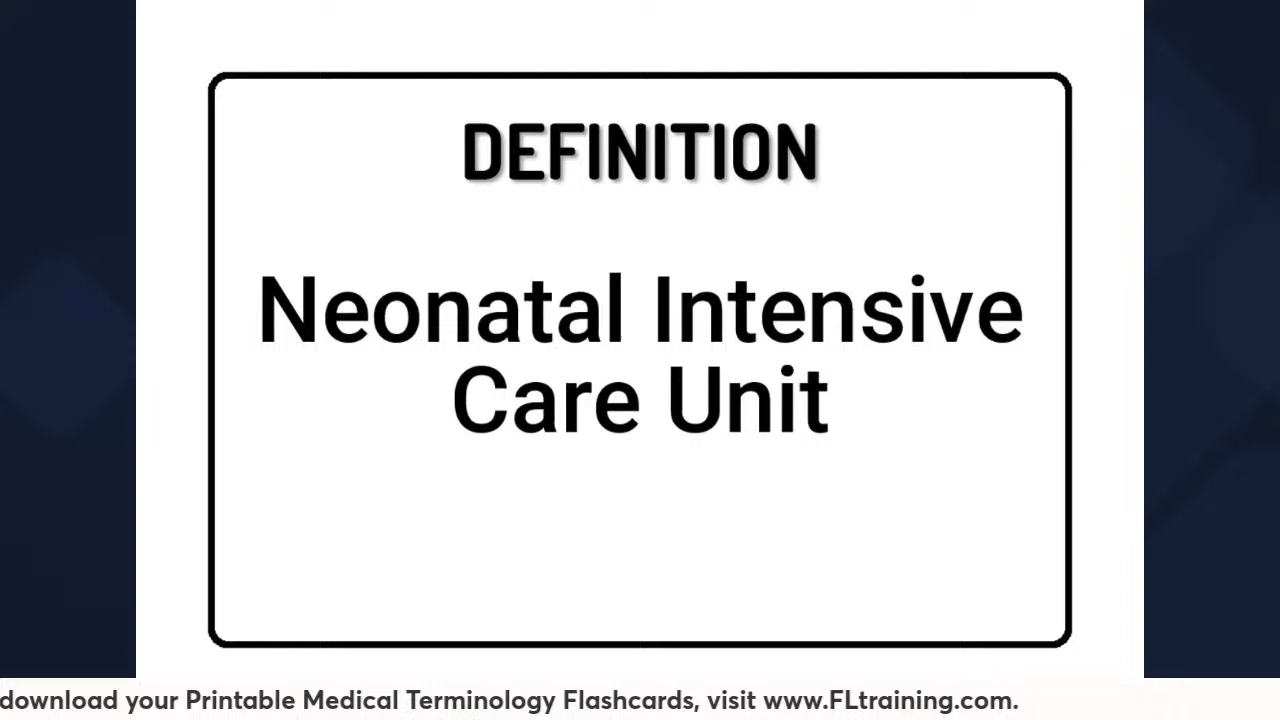 DEFINITION
Neonatal Intensive
Care Unit
download your Printable Medical Terminology Flashcards, visit www.FLtraining.com.